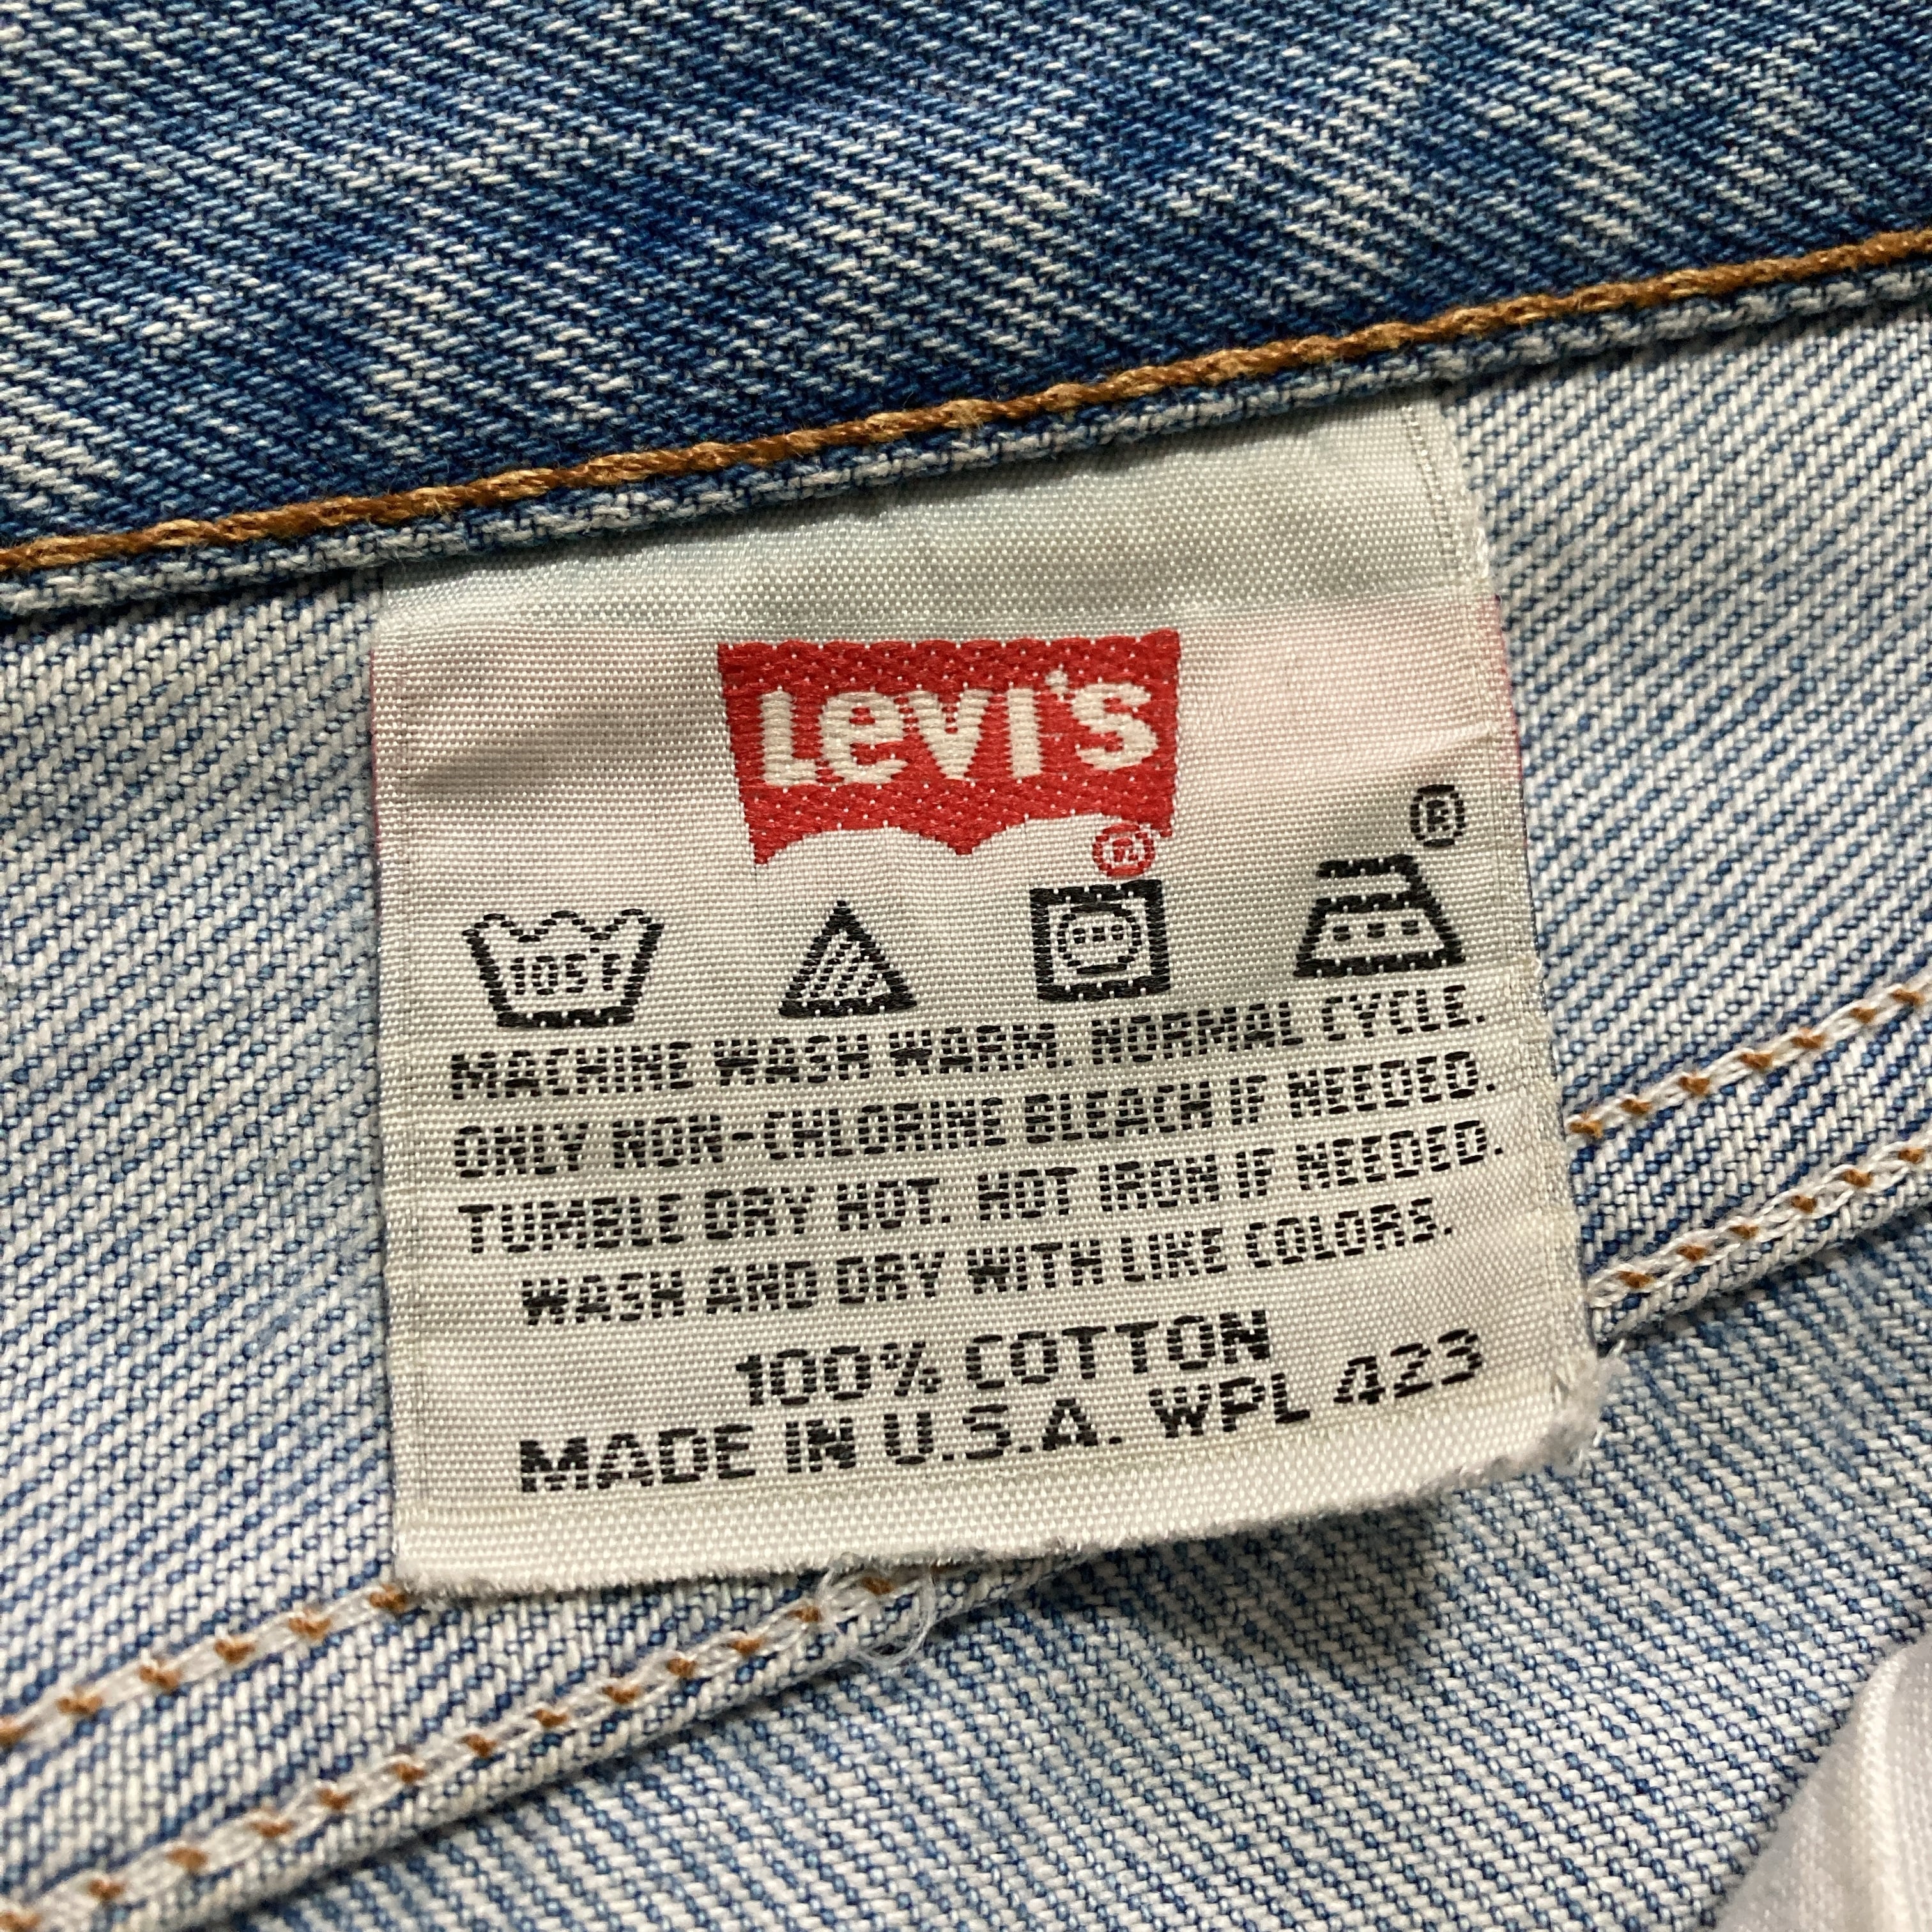 Levi's
®
®
105°F
MACHINE WASH WARM. NORMAL CYCLE.
ONLY NON-CHLORINE BLEACH IF NEEDED.
TUMBLE DRY HOT. HOT IRON IF NEEDED.
WASH AND DRY WITH LIKE COLORS.
100% COTTON
MADE IN U.S.A. WPL 423